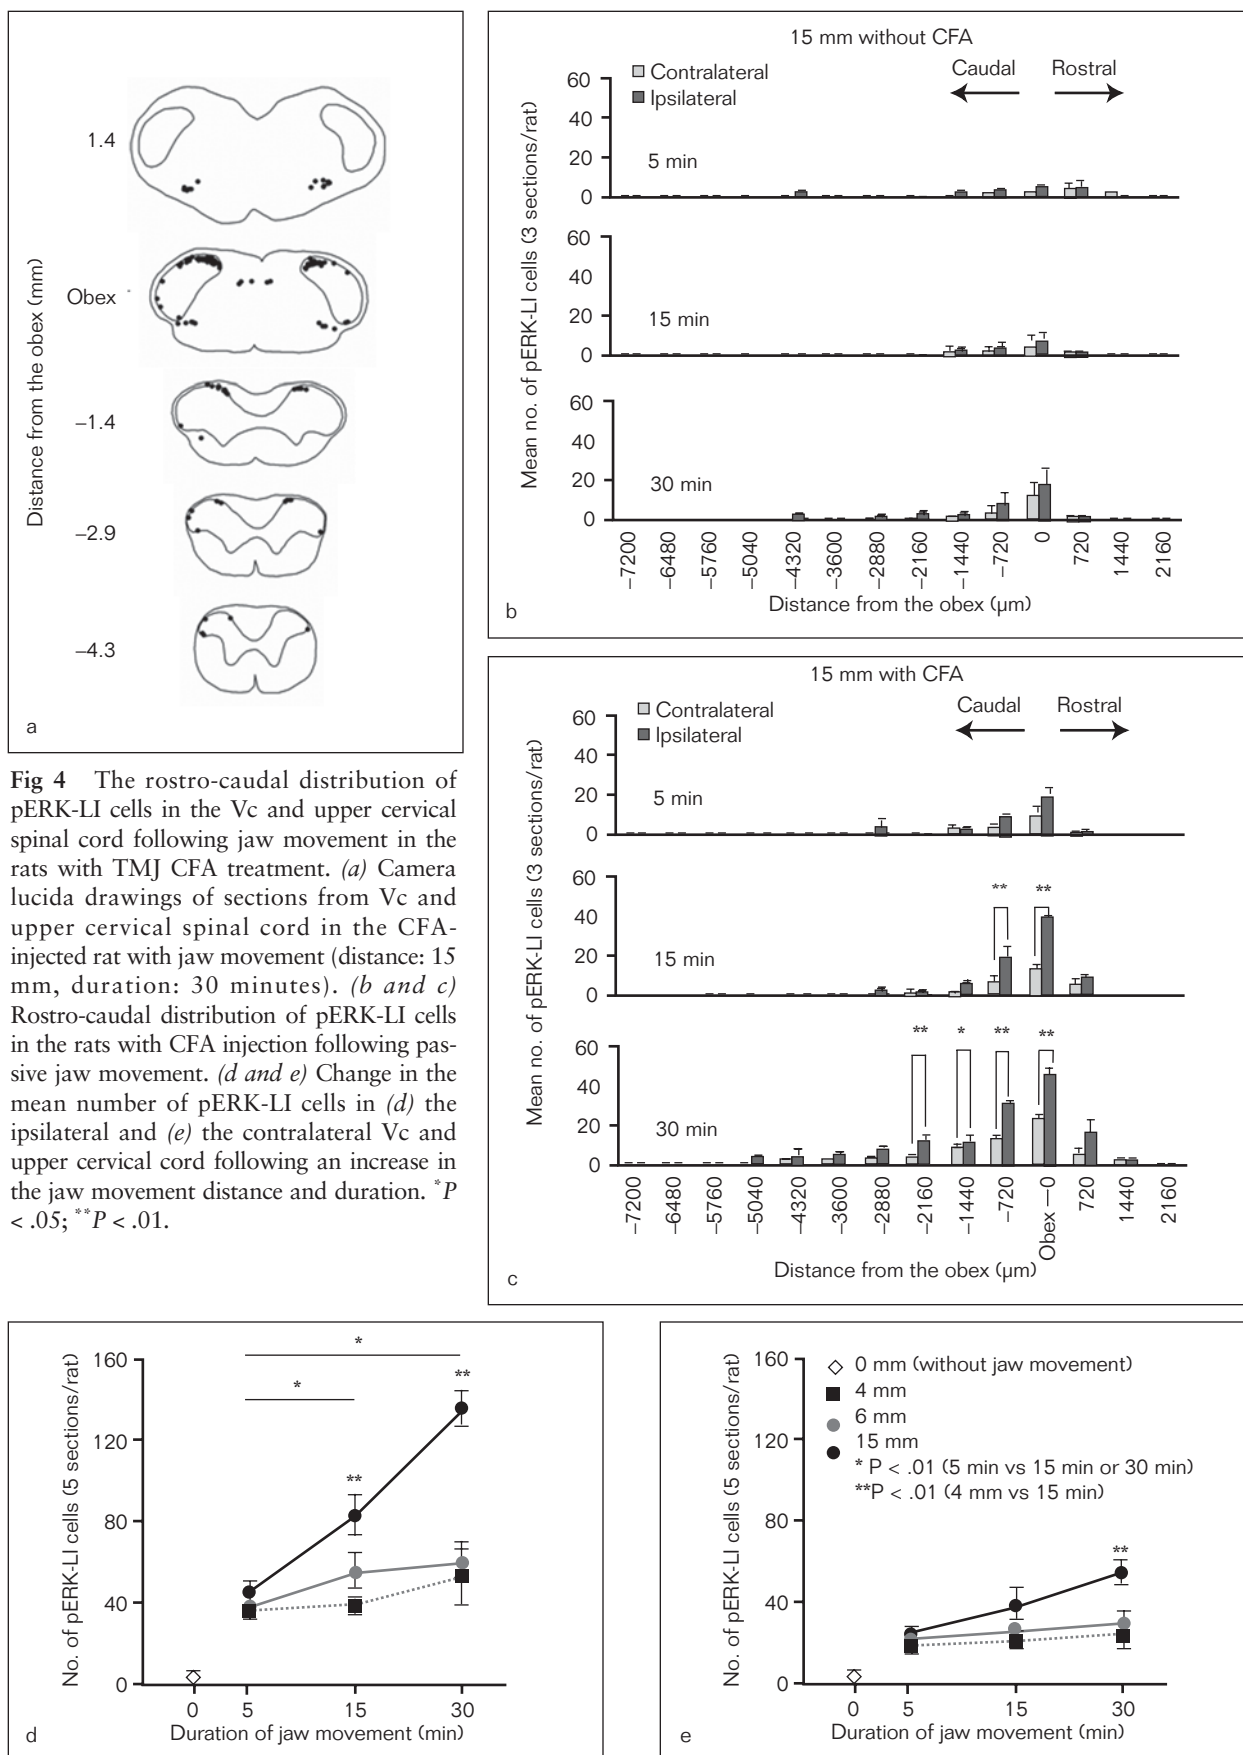 Distance from the obex (mm)
1.4
Obex
–1.4
–2.9
–4.3
a
15 mm without CFA
Contralateral
Ipsilateral
Caudal
Rostral
Mean no. of pERK-LI cells (3 sections/rat)
60
40
20
0
5 min
60
40
20
0
15 min
60
40
20
0
30 min
–7200
–6480
–5760
–5040
–4320
–3600
–2880
–2160
–1440
–720
0
720
1440
2160
Distance from the obex (µm)
b
15 mm with CFA
Contralateral
Ipsilateral
Caudal
Rostral
Mean no. of pERK-LI cells (3 sections/rat)
60
40
20
0
5 min
60
40
20
0
15 min
** **
60
40
20
0
30 min
** * ** **
–7200
–6480
–5760
–5040
–4320
–3600
–2880
–2160
–1440
–720
Obex —0
720
1440
2160
Distance from the obex (µm)
c
Fig 4 The rostro-caudal distribution of
pERK-LI cells in the Vc and upper cervical
spinal cord following jaw movement in the
rats with TMJ CFA treatment. (a) Camera
lucida drawings of sections from Vc and
upper cervical spinal cord in the CFA-
injected rat with jaw movement (distance: 15
mm, duration: 30 minutes). (b and c)
Rostro-caudal distribution of pERK-LI cells
in the rats with CFA injection following pas-
sive jaw movement. (d and e) Change in the
mean number of pERK-LI cells in (d) the
ipsilateral and (e) the contralateral Vc and
upper cervical cord following an increase in
the jaw movement distance and duration. *P
< .05; **P < .01.
No. of pERK-LI cells (5 sections/rat)
160
120
80
40
0
*
*
**
**
0 5 15 30
Duration of jaw movement (min)
d
No. of pERK-LI cells (5 sections/rat)
160
120
80
40
0
0 mm (without jaw movement)
4 mm
6 mm
15 mm
* P < .01 (5 min vs 15 min or 30 min)
**P < .01 (4 mm vs 15 min)
**
0 5 15 30
Duration of jaw movement (min)
e